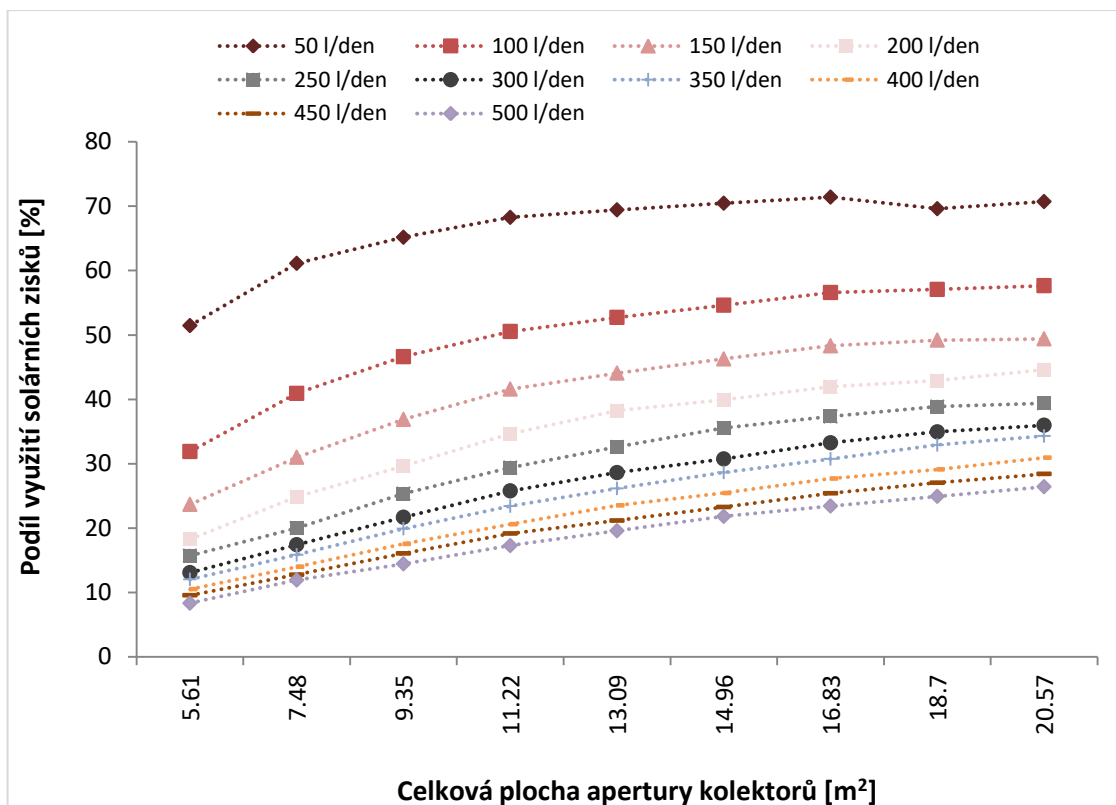 50 l/den 100 l/den 150 l/den 200 l/den
250 l/den 300 l/den 350 l/den 400 l/den
450 l/den 500 l/den
Podíl využití solárních zisků [%]
80
70
60
50
40
30
20
10
0
5.61 7.48 9.35 11.22 13.09 14.96 16.83 18.7 20.57
Celková plocha apertury kolektorů [m²]